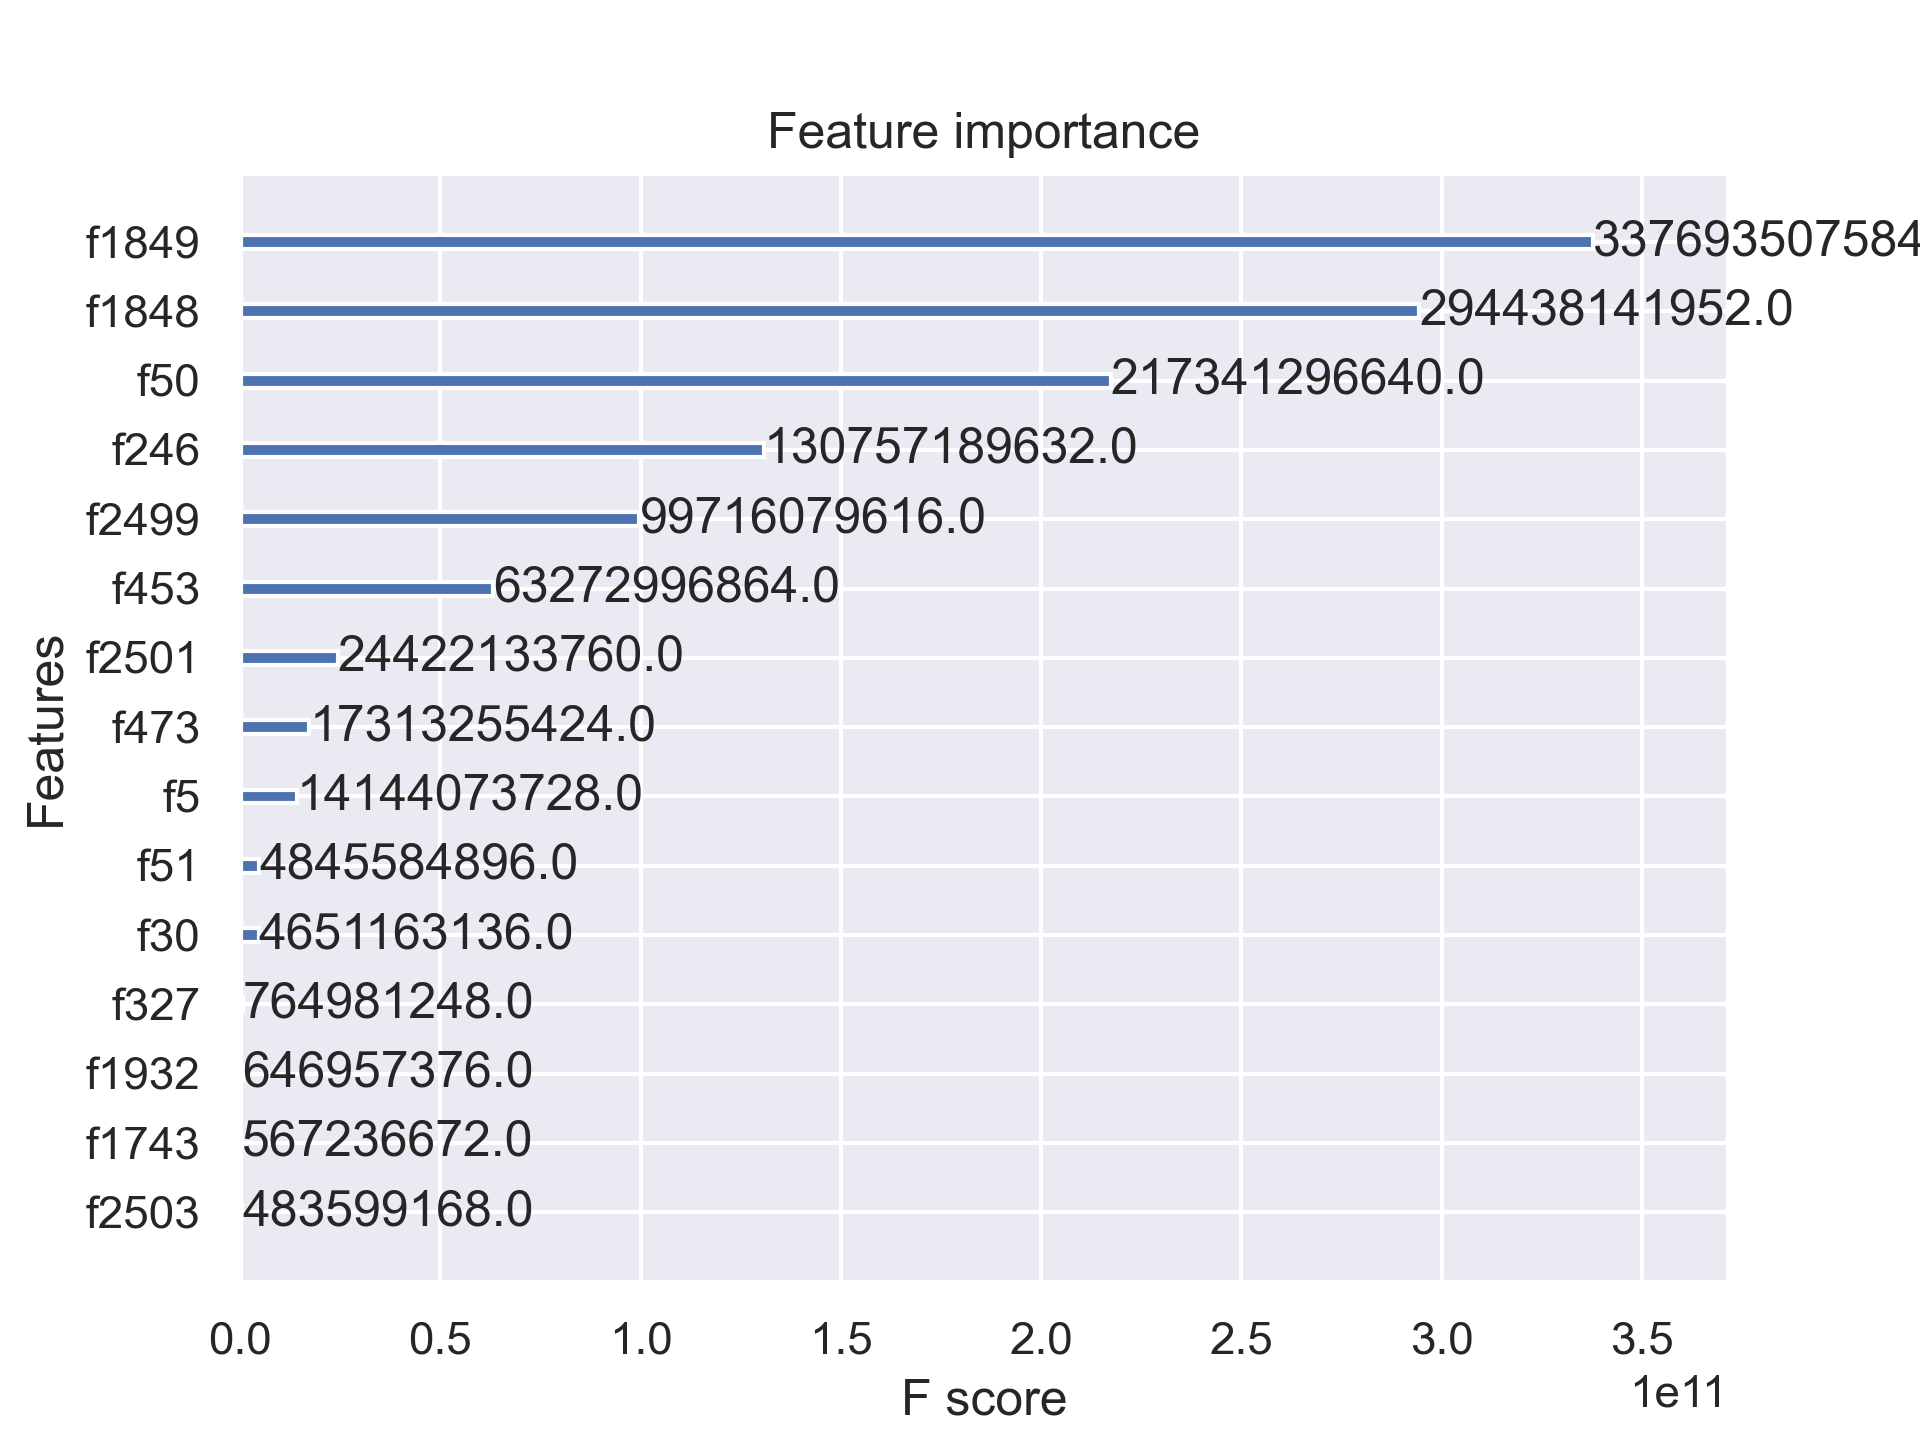 Feature importance
f1849 337693507584
f1848 294438141952.0
f50 217341296640.0
f246 130757189632.0
f2499 99716079616.0
f453 63272996864.0
f2501 24422133760.0
f473 17313255424.0
f5 14144073728.0
f51 4845584896.0
f30 4651163136.0
f327 764981248.0
f1932 646957376.0
f1743 567236672.0
f2503 483599168.0
Features
0.0 0.5 1.0 1.5 2.0 2.5 3.0 3.5
1e11
F score